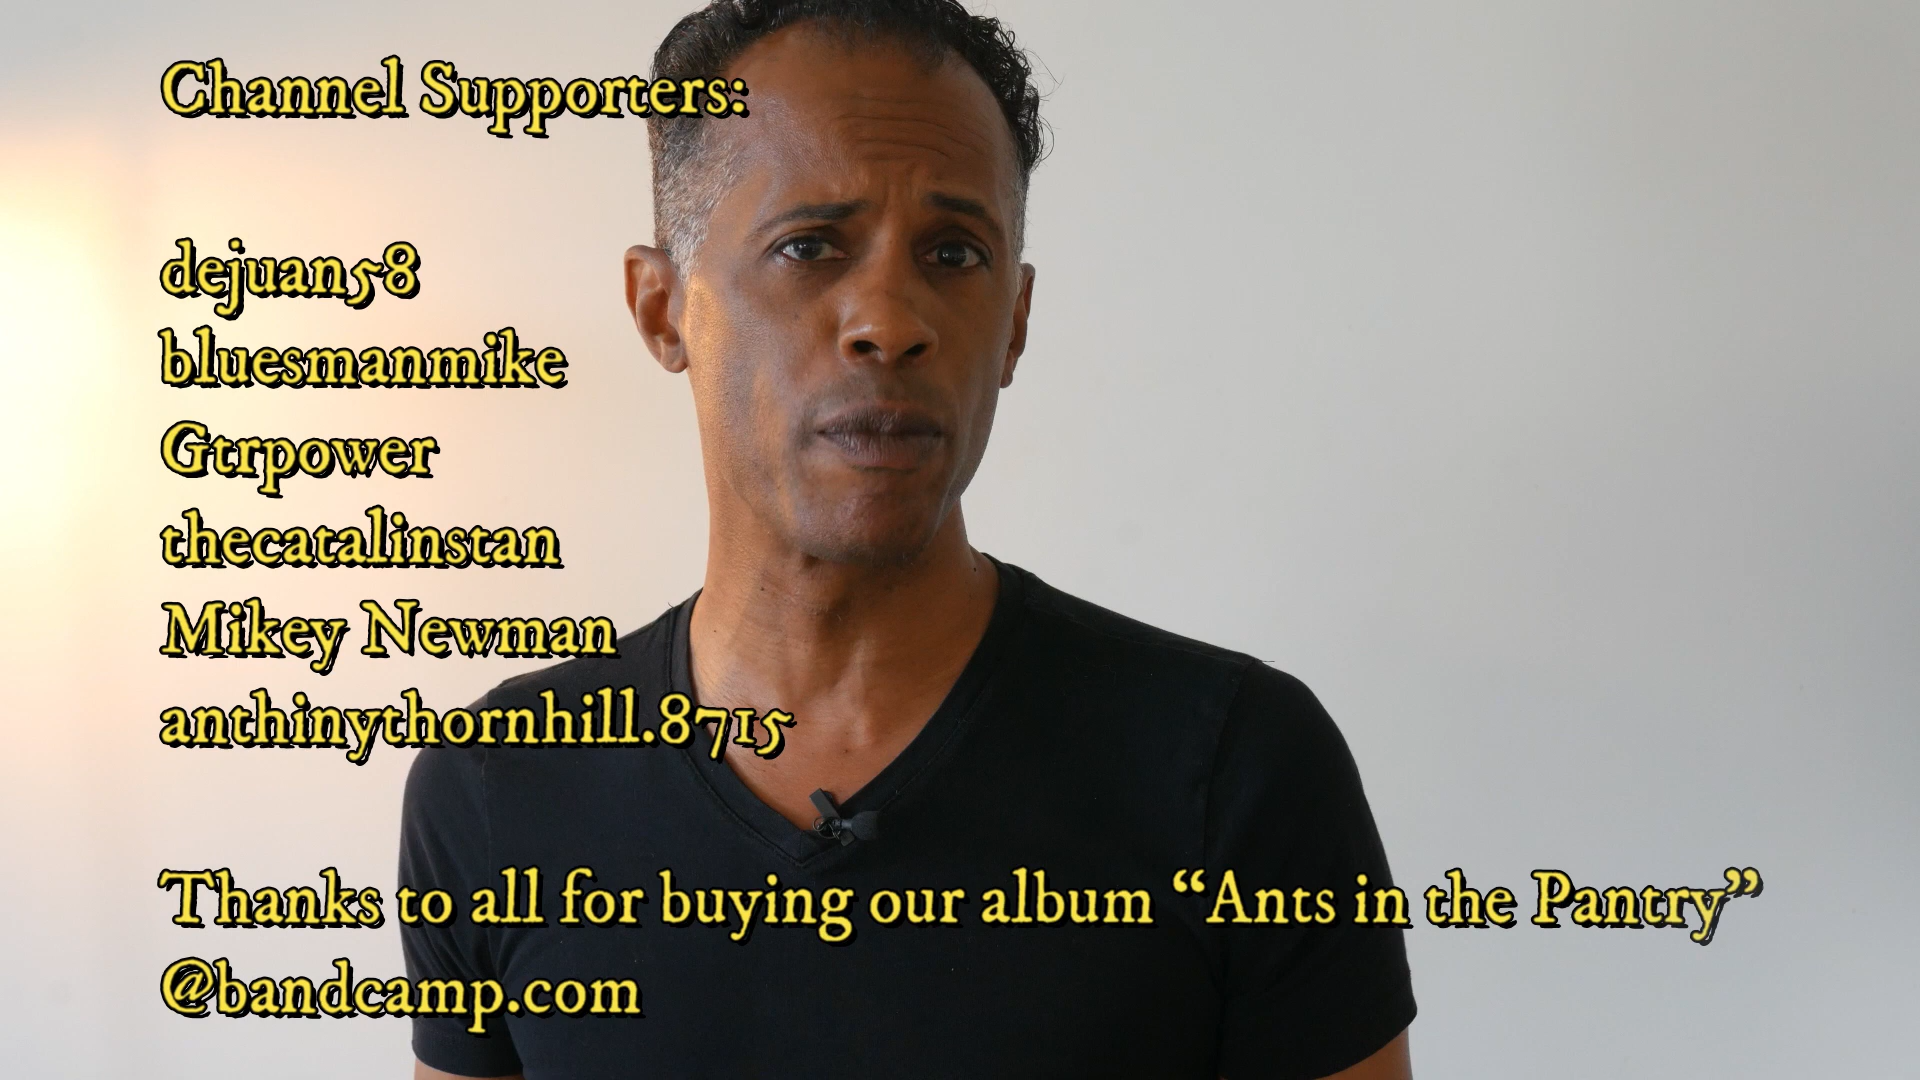 Channel Supporters:
dejuan58
bluesmanmike
Gtrpower
thecatalinstan
Mikey Newman
anthinythornhill.8715
Thanks to all for buying our album “Ants in the Pantry”
@bandcamp.com